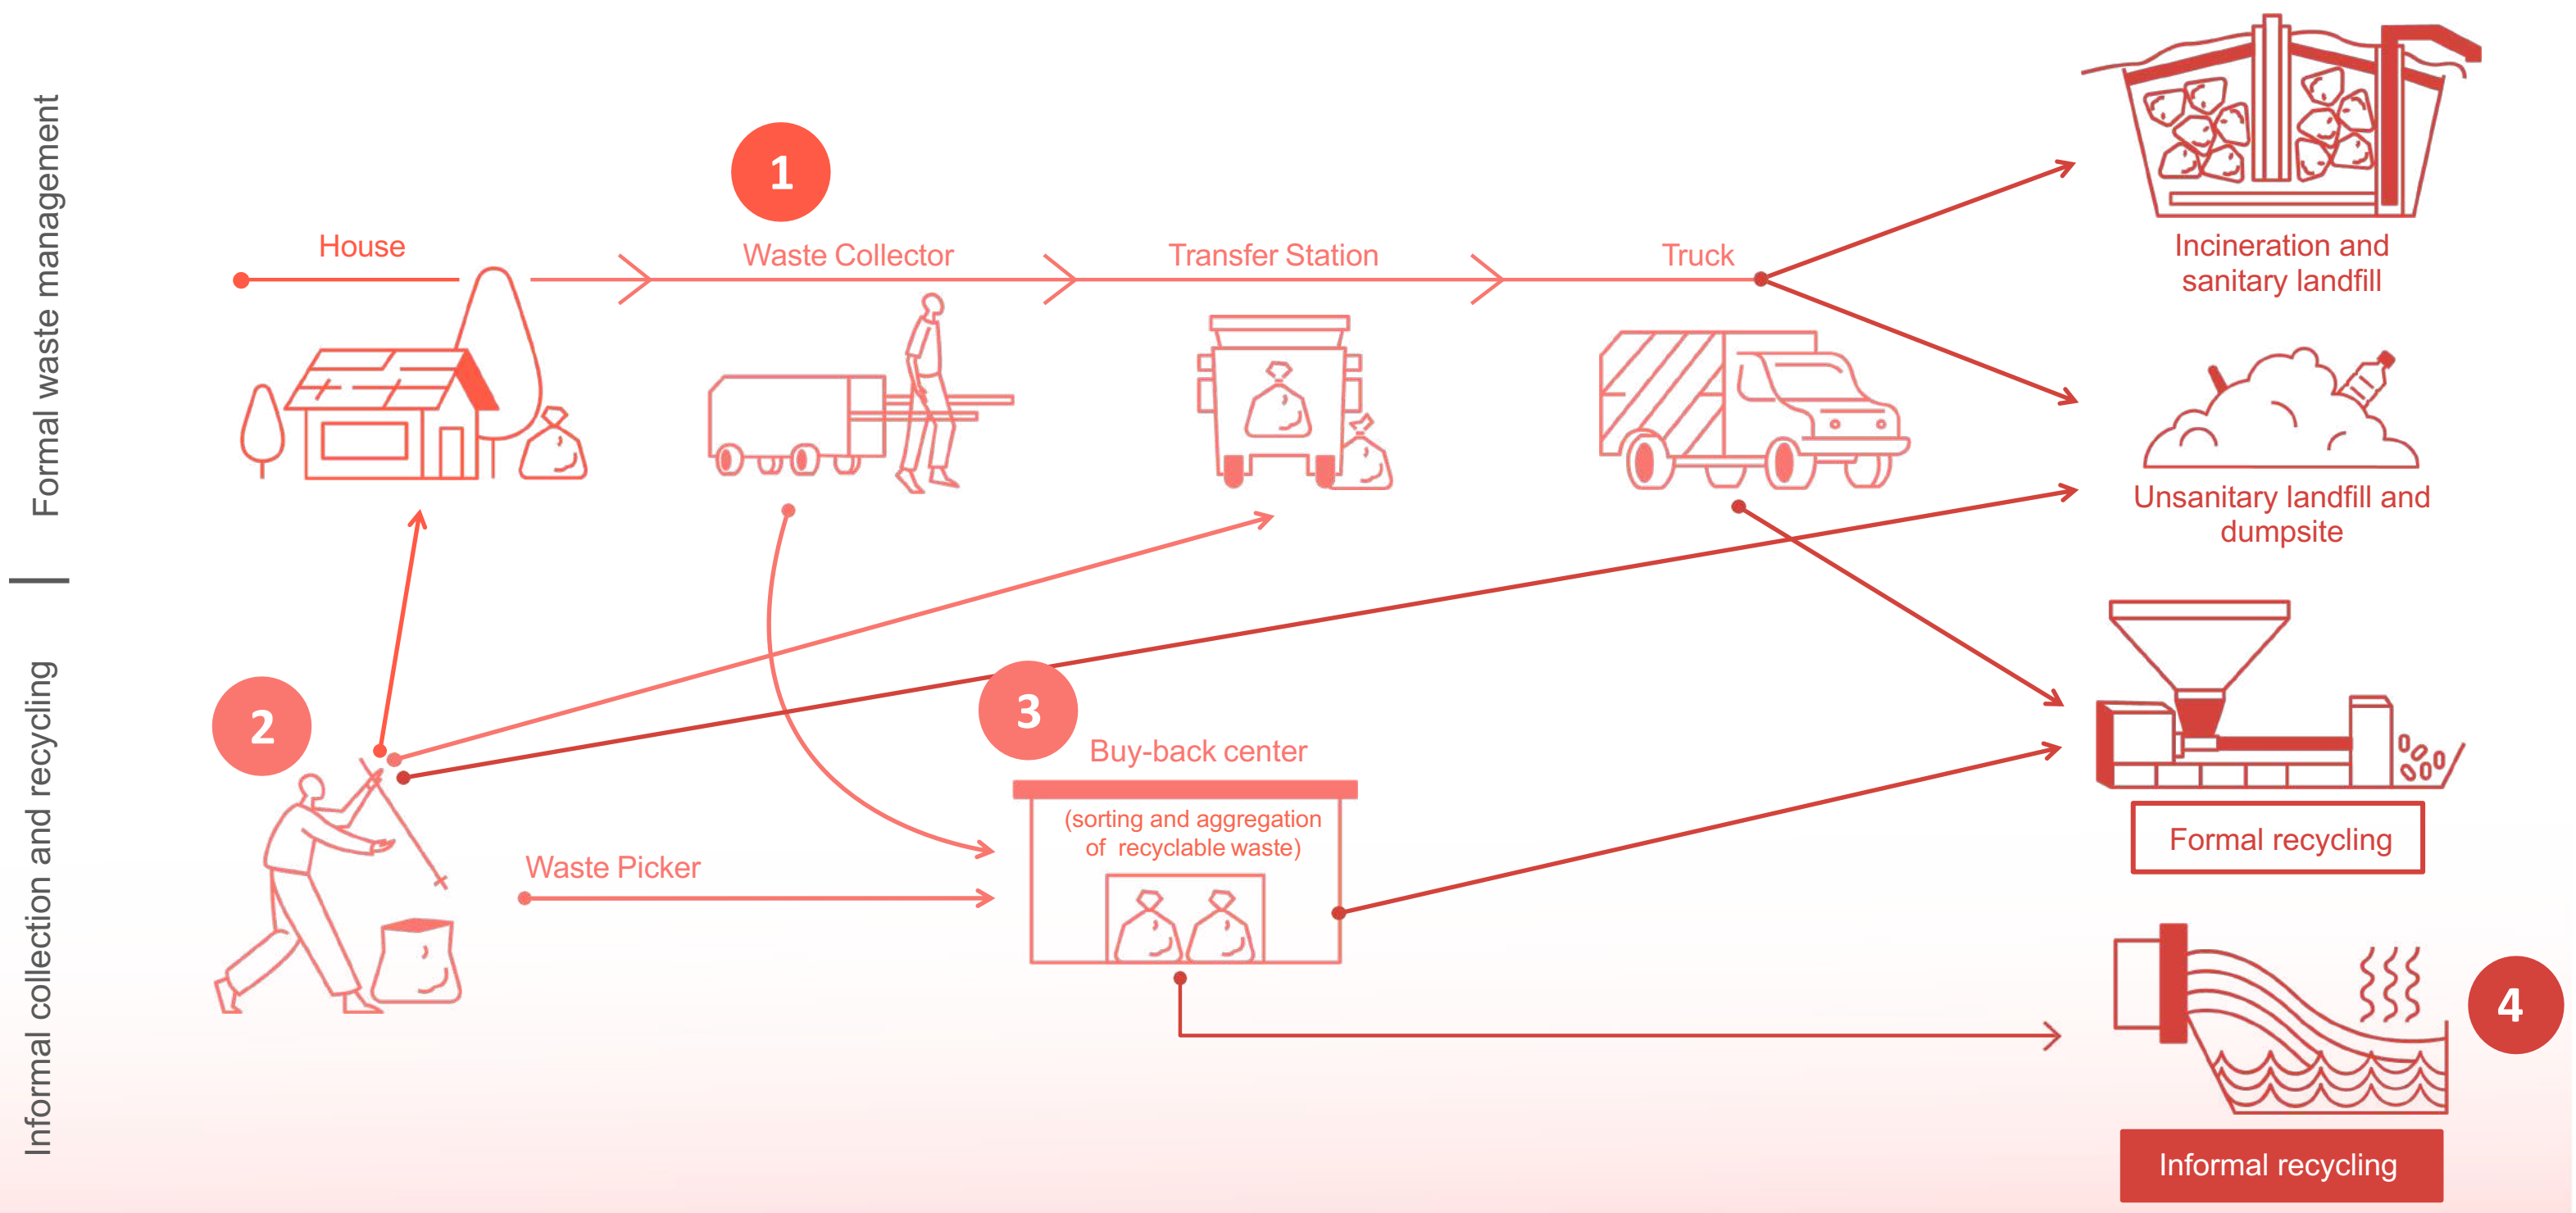 Formal waste management
1
House
Waste Collector
Transfer Station
Truck
Incineration and
sanitary landfill
Unsanitary landfill and
dumpsite
Informal collection and recycling
2
3
Buy-back center
(sorting and aggregation
of recyclable waste)
Waste Picker
Formal recycling
4
Informal recycling